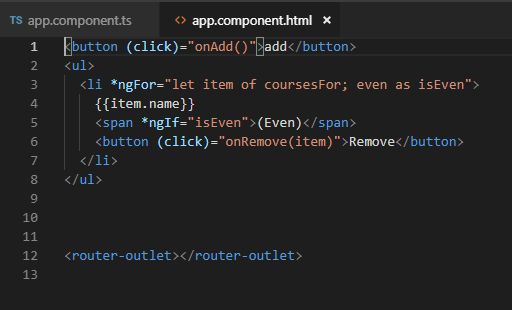 TS app.component.ts <> app.component.html ×
1 <button (click)="onAdd()">add</button>
2 <ul>
3 <li *ngFor="let item of coursesFor; even as isEven">
4 {{item.name}}
5 <span *ngIf="isEven">(Even)</span>
6 <button (click)="onRemove(item)">Remove</button>
7 </li>
8 </ul>
9
10
11
12 <router-outlet></router-outlet>
13